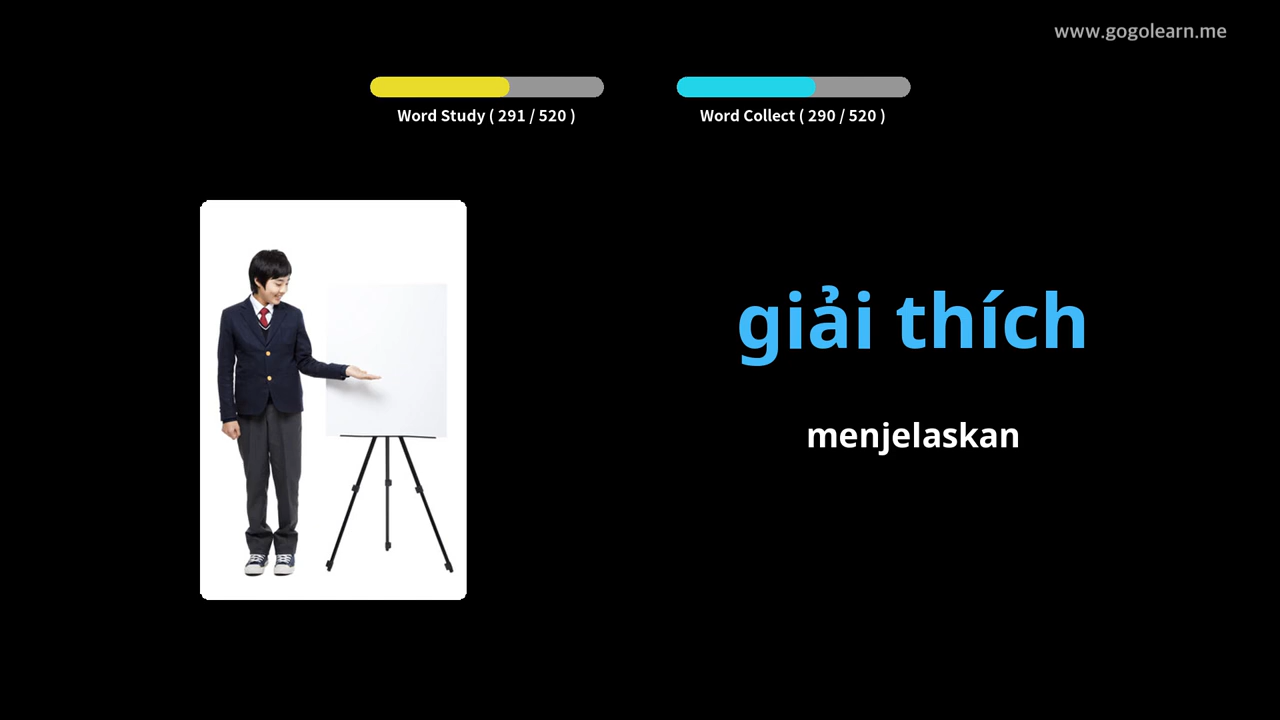 www.gogolearn.me
Word Study ( 291 / 520 )
Word Collect ( 290 / 520 )
giải thích
menjelaskan